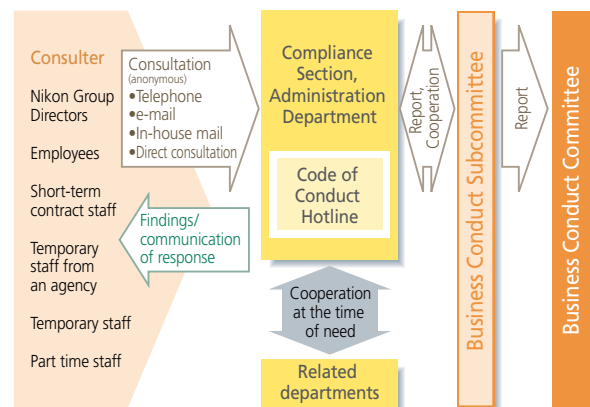 Consulter
Nikon Group
Directors
Employees
Short-term
contract staff
Temporary
staff from
an agency
Temporary staff
Part time staff
Consultation
(anonymous)
•Telephone
•e-mail
•In-house mail
•Direct consultation
Findings/
communication
of response
Compliance
Section,
Administration
Department
Code of
Conduct
Hotline
Cooperation
at the time
of need
Related
departments
Report,
Cooperation
Business Conduct Subcommittee
Report
Business Conduct Committee